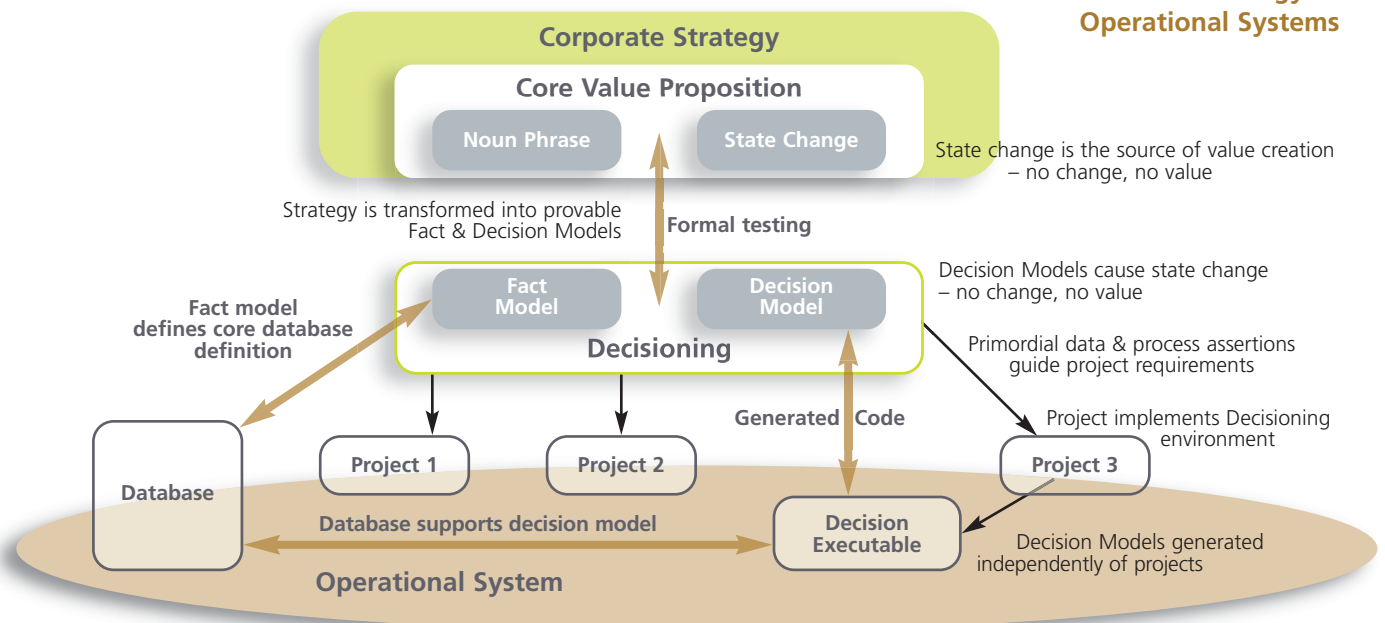 Operational Systems
Corporate Strategy
Core Value Proposition
Noun Phrase
State Change
State change is the source of value creation
– no change, no value
Strategy is transformed into provable
Fact & Decision Models
Formal testing
Fact
Model
Decision
Model
Decisioning
Decision Models cause state change
– no change, no value
Fact model
defines core database
definition
Primordial data & process assertions
guide project requirements
Generated Code
Project implements Decisioning
environment
Project 1
Project 2
Project 3
Database
Database supports decision model
Decision
Executable
Decision Models generated
independently of projects
Operational System